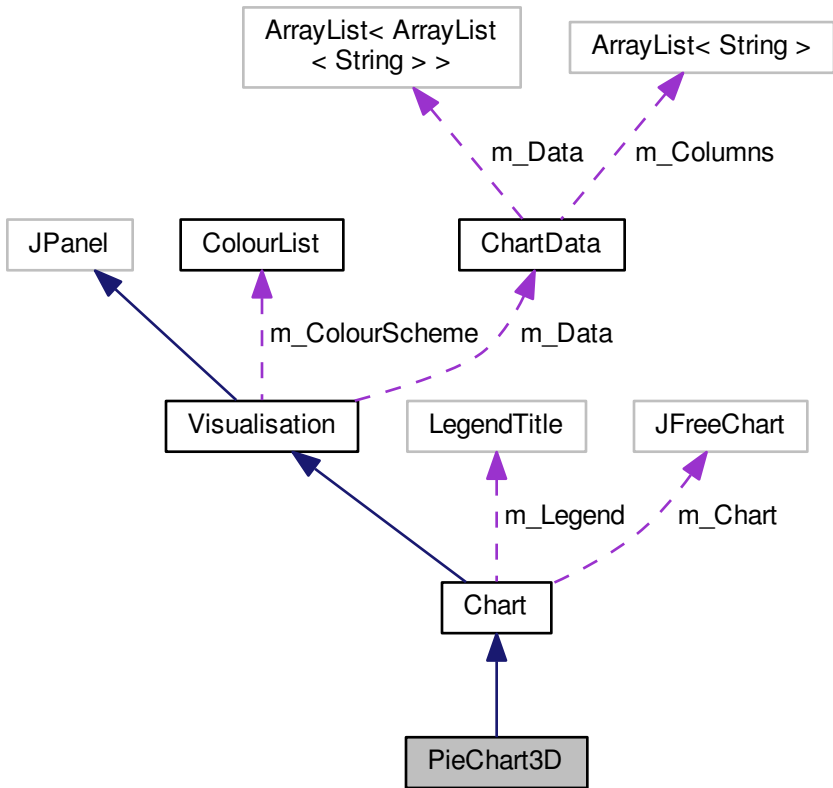 ArrayList< ArrayList
< String > >
ArrayList< String >
m_Data
m_Columns
JPanel
ColourList
ChartData
m_ColourScheme
m_Data
Visualisation
LegendTitle
JFreeChart
m_Legend
m_Chart
Chart
PieChart3D